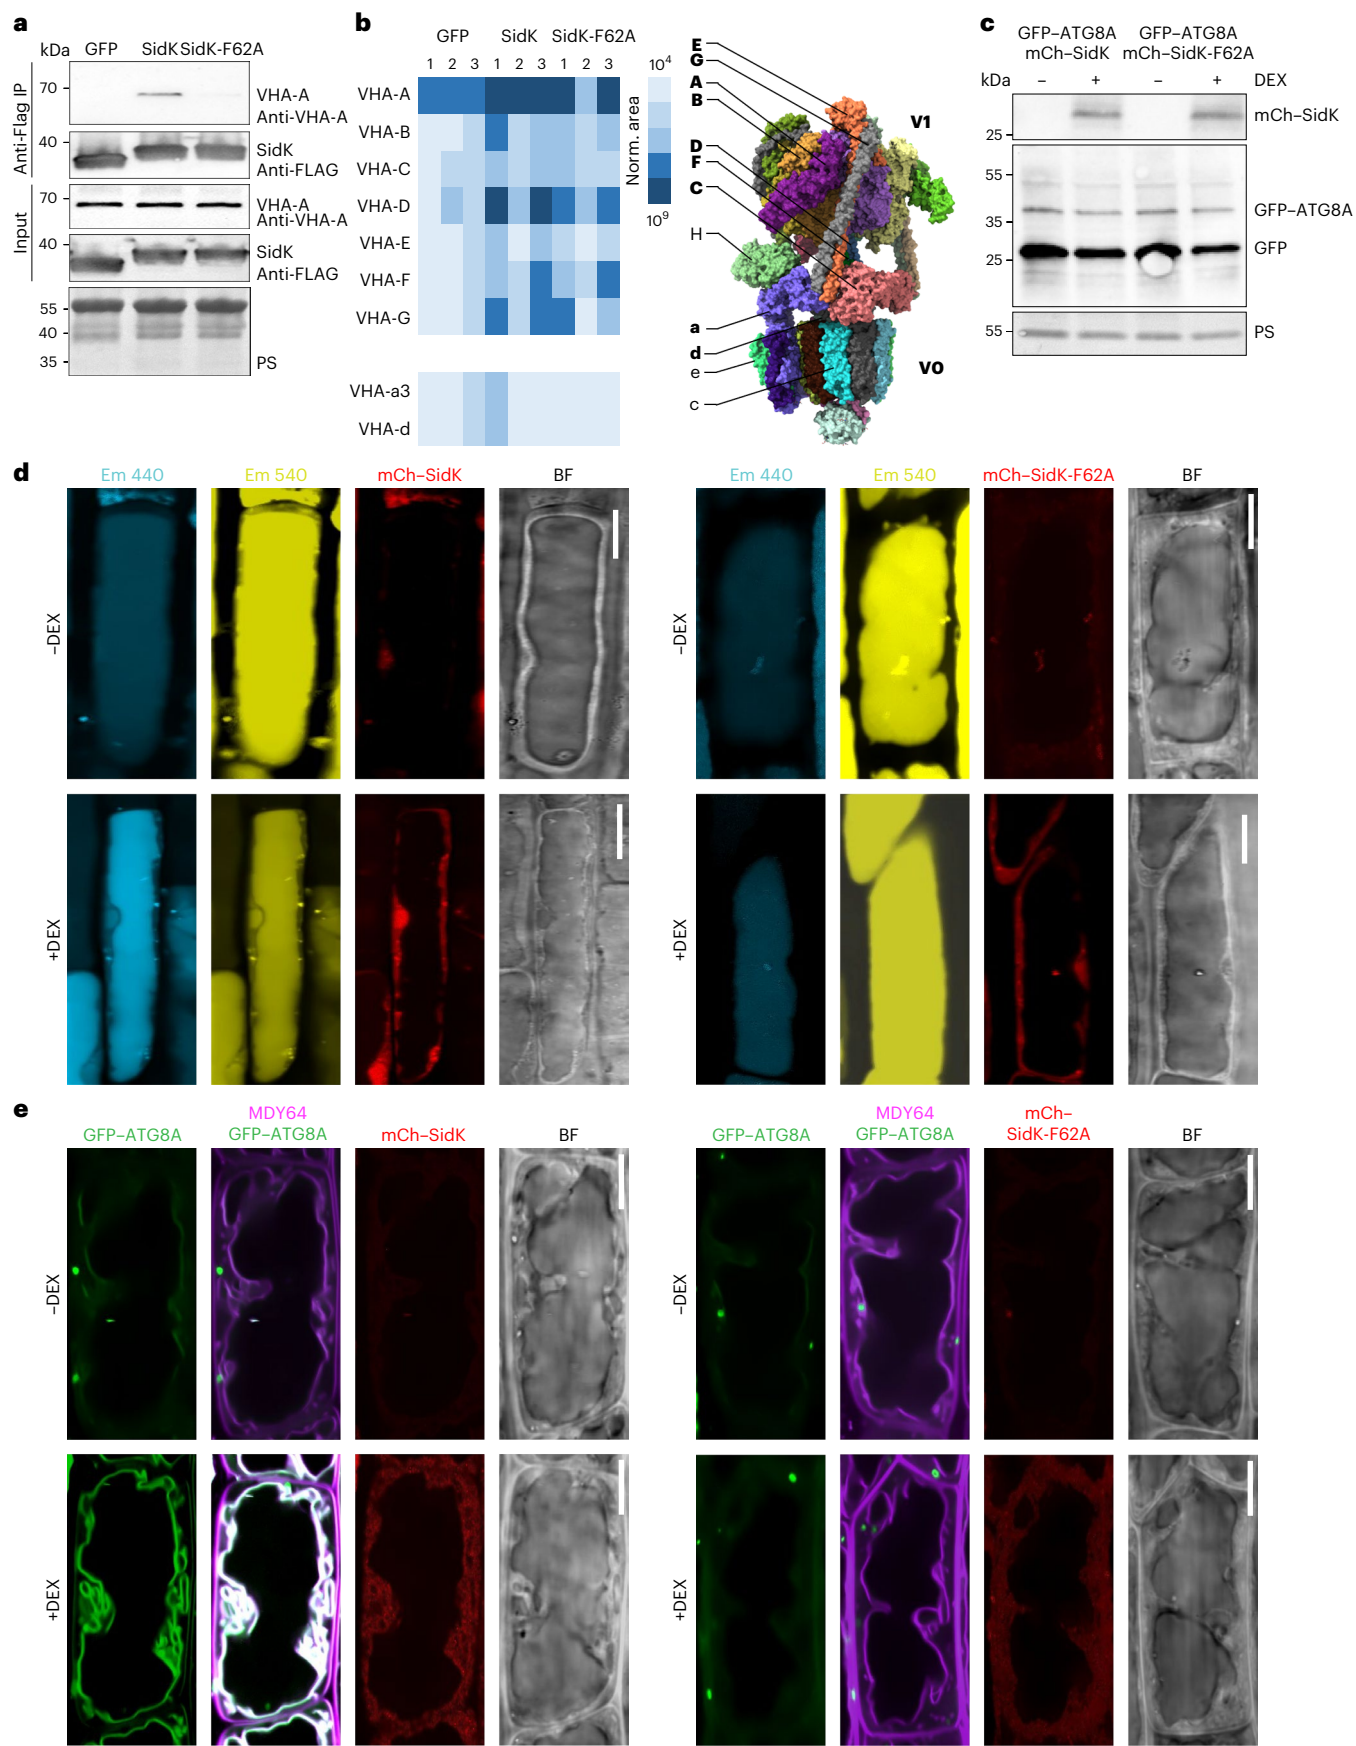 a
kDa GFP SidK SidK-F62A
Anti-Flag IP
70
VHA-A
Anti-VHA-A
40
SidK
Anti-FLAG
Input
70
VHA-A
Anti-VHA-A
40
SidK
Anti-FLAG
55
40
35
PS
b
GFP SidK SidK-F62A
1 2 3 1 2 3 1 2 3
VHA-A
VHA-B
VHA-C
VHA-D
VHA-E
VHA-F
VHA-G
VHA-a3
VHA-d
10⁴
Norm. area
10⁹
E
G
A
B
D
F
C
H
a
d
e
c
V1
V0
c
GFP–ATG8A GFP–ATG8A
mCh–SidK mCh–SidK-F62A
kDa – + – + DEX
25
mCh–SidK
55
35
25
GFP–ATG8A
GFP
55
PS
d
Em 440 Em 540 mCh–SidK BF Em 440 Em 540 mCh–SidK-F62A BF
–DEX –DEX
+DEX +DEX
e
GFP–ATG8A
MDY64
GFP–ATG8A
mCh–SidK
BF
GFP–ATG8A
MDY64
GFP–ATG8A
mCh–
SidK-F62A
BF
–DEX –DEX
+DEX +DEX